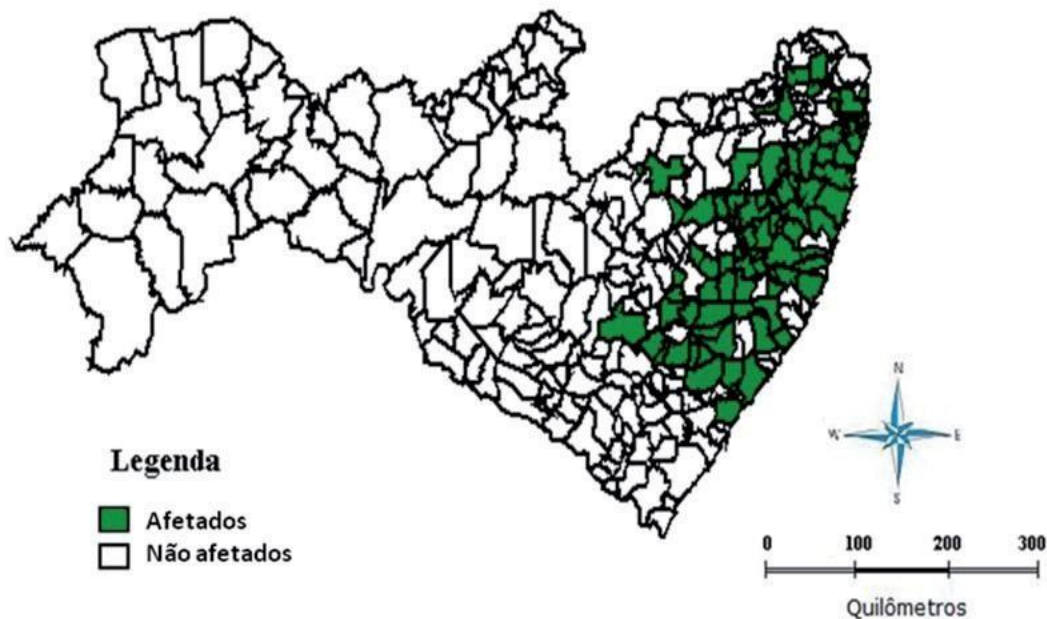 N
W E
S
Legenda
Afetados
Não afetados
0 100 200 300
Quilômetros